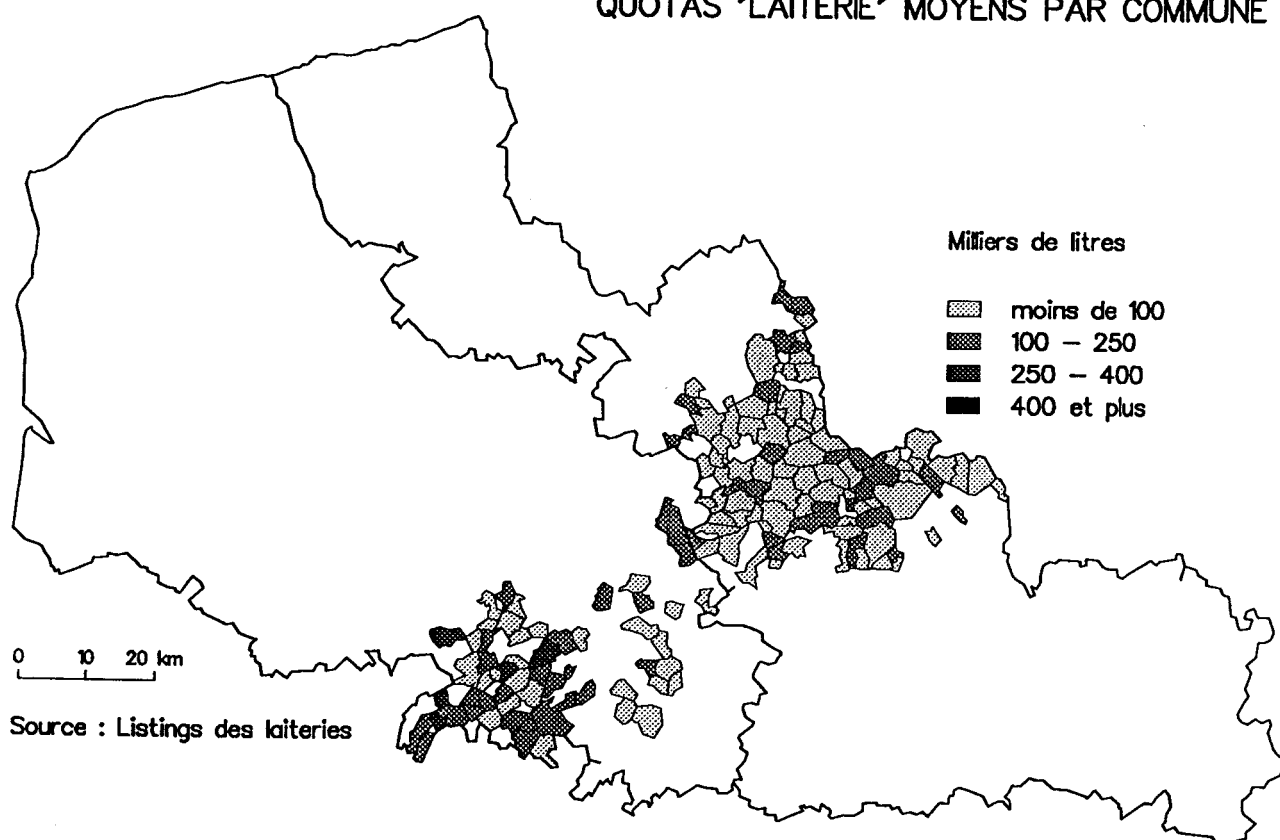 QUOTAS 'LAITERIE' MOYENS PAR COMMUNE
Milliers de litres
moins de 100
100 – 250
250 – 400
400 et plus
0 10 20 km
Source : Listings des laiteries